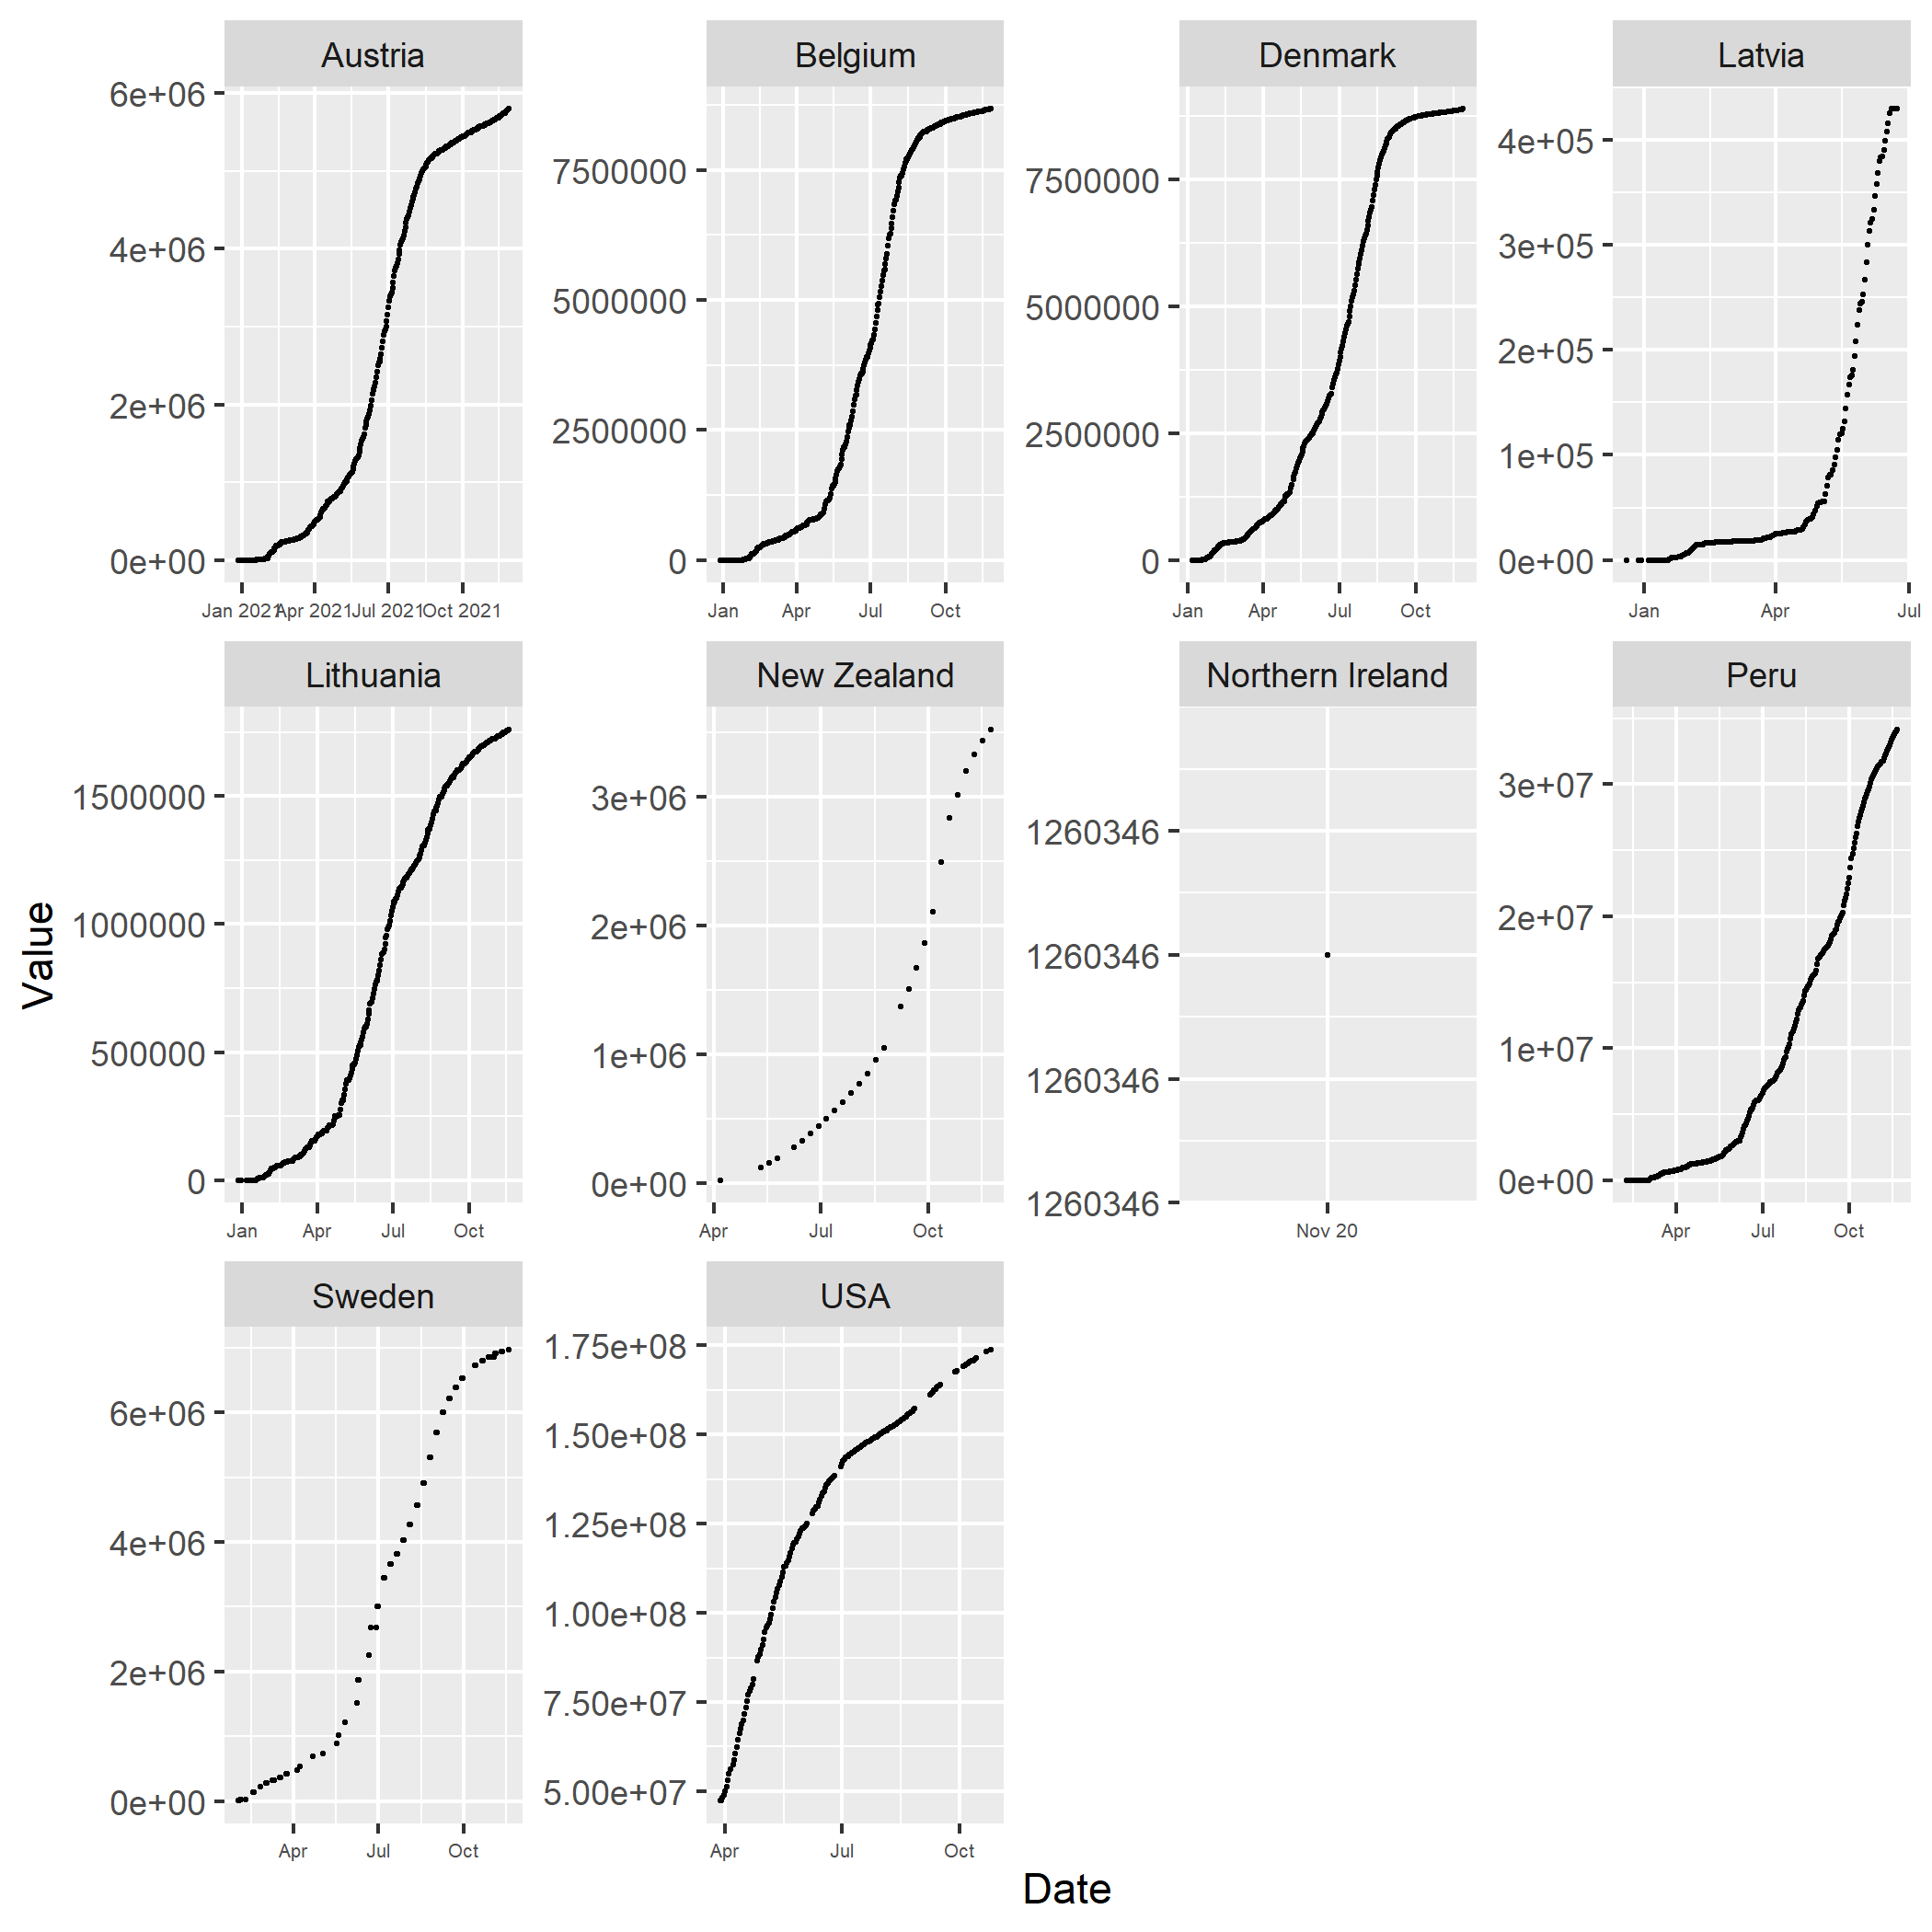 Austria Belgium Denmark Latvia
6e+06
4e+06
2e+06
0e+00
Jan 2021 Apr 2021 Jul 2021 Oct 2021
7500000
5000000
2500000
0
Jan Apr Jul Oct
7500000
5000000
2500000
0
Jan Apr Jul Oct
4e+05
3e+05
2e+05
1e+05
0e+00
Jan Apr Jul
Lithuania New Zealand Northern Ireland Peru
1500000
1000000
500000
0
Jan Apr Jul Oct
3e+06
2e+06
1e+06
0e+00
Apr Jul Oct
1260346
1260346
1260346
1260346
Nov 20
3e+07
2e+07
1e+07
0e+00
Apr Jul Oct
Sweden USA
6e+06
4e+06
2e+06
0e+00
Apr Jul Oct
1.75e+08
1.50e+08
1.25e+08
1.00e+08
7.50e+07
5.00e+07
Apr Jul Oct
Value
Date